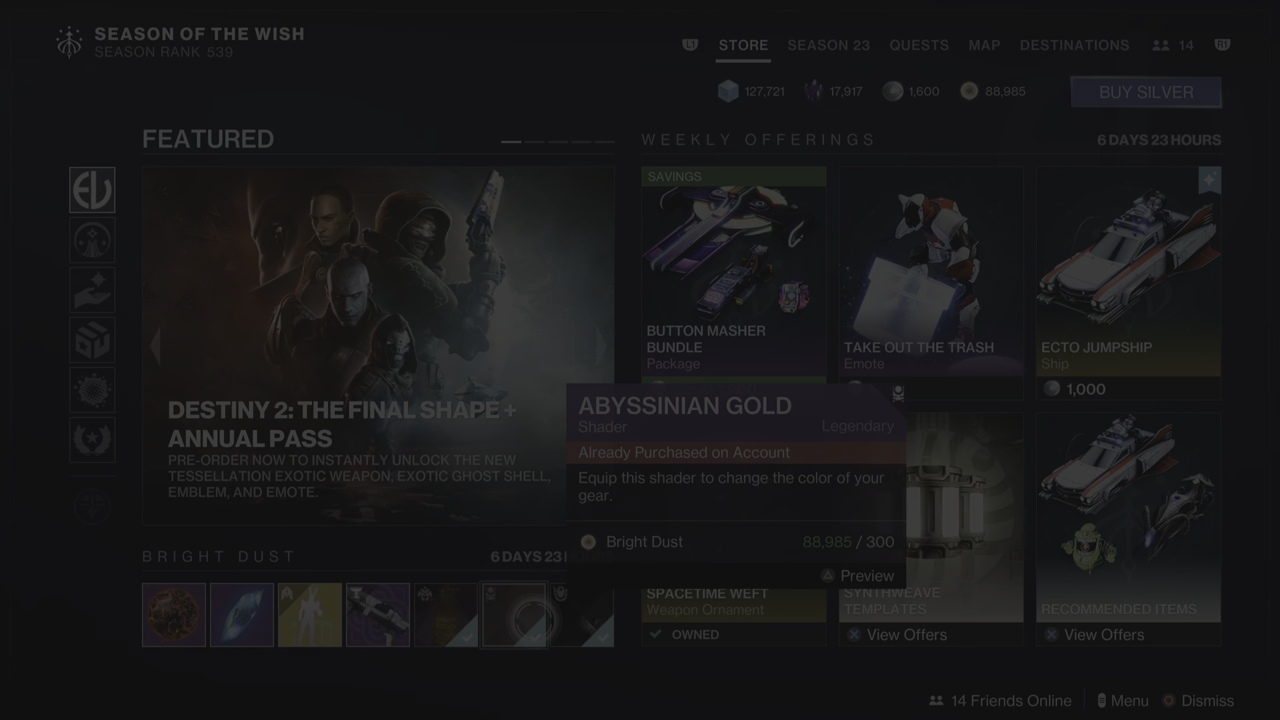 SEASON OF THE WISH
SEASON RANK 539
L1
STORE
SEASON 23
QUESTS
MAP
DESTINATIONS
14
R1
127,721
17,917
1,600
88,985
BUY SILVER
FEATURED
WEEKLY OFFERINGS
6 DAYS 23 HOURS
SAVINGS
BUTTON MASHER
BUNDLE
Package
TAKE OUT THE TRASH
Emote
ECTO JUMPSHIP
Ship
1,000
DESTINY 2: THE FINAL SHAPE +
ANNUAL PASS
PRE-ORDER NOW TO INSTANTLY UNLOCK THE NEW
TESSELLATION EXOTIC WEAPON, EXOTIC GHOST SHELL,
EMBLEM, AND EMOTE.
ABYSSINIAN GOLD
Shader
Legendary
Already Purchased on Account
Equip this shader to change the color of your
gear.
Bright Dust
88,985 / 300
Preview
BRIGHT DUST
6 DAYS 23
SPACETIME WEFT
Weapon Ornament
OWNED
SYNTHWEAVE
TEMPLATES
View Offers
RECOMMENDED ITEMS
View Offers
14 Friends Online
Menu
Dismiss